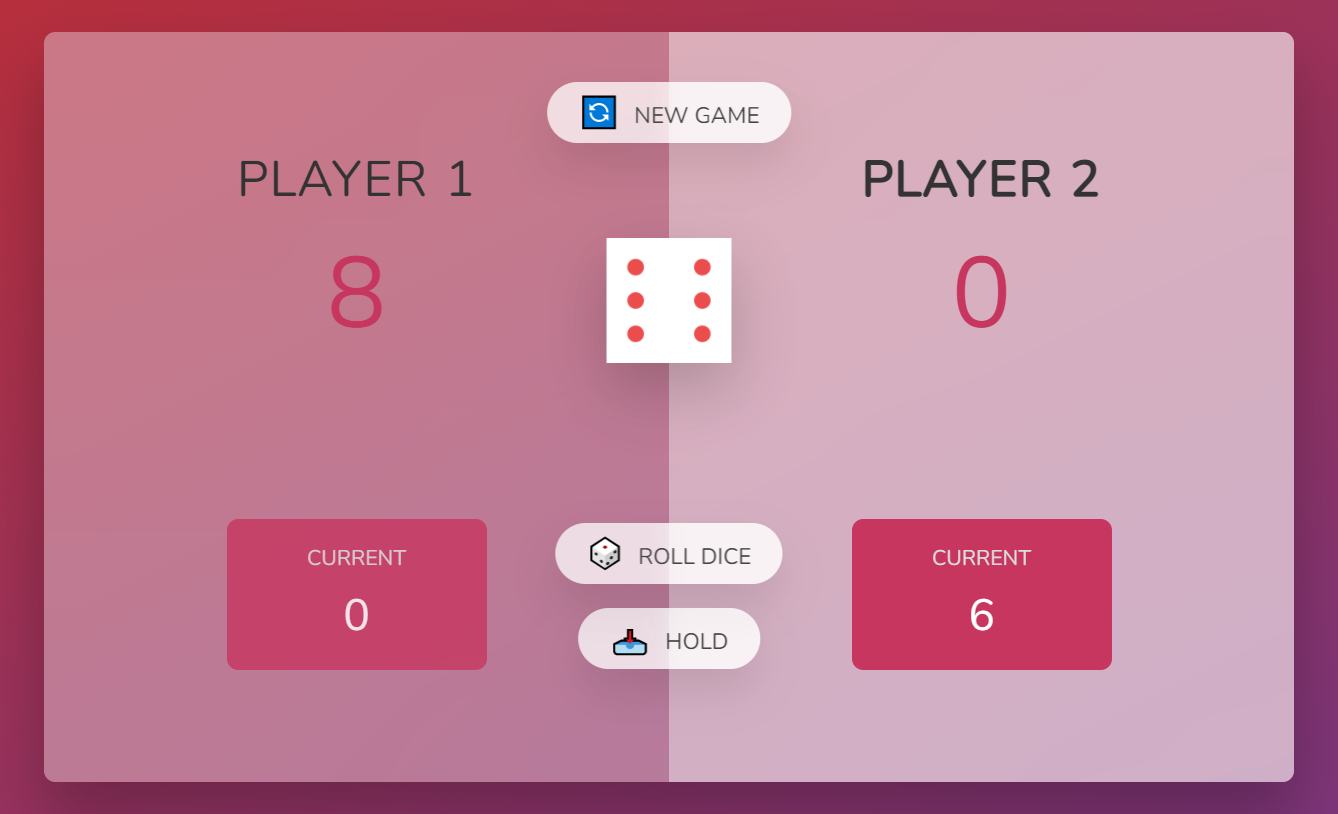 NEW GAME
PLAYER 1
8
PLAYER 2
0
CURRENT
0
ROLL DICE
HOLD
CURRENT
6